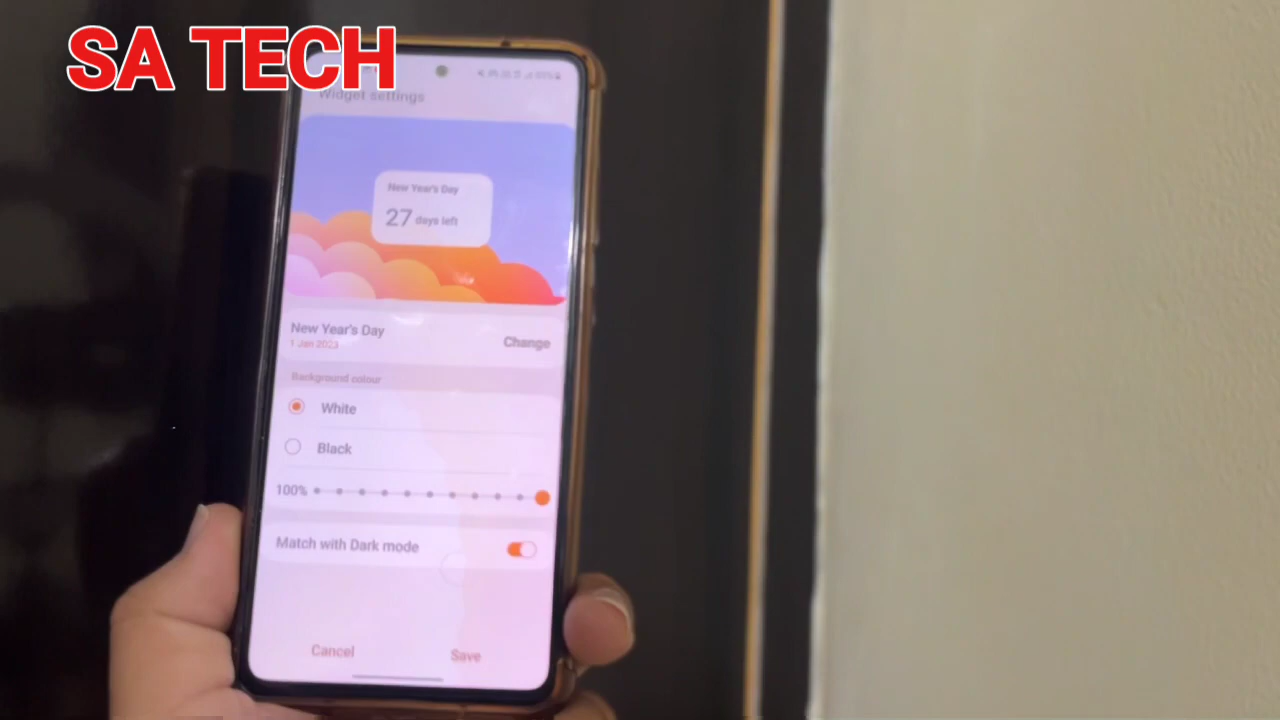 SA TECH
Widget settings
New Year's Day
27 days left
New Year's Day
1 Jan 2023
Change
Background colour
White
Black
100%
Match with Dark mode
Cancel
Save